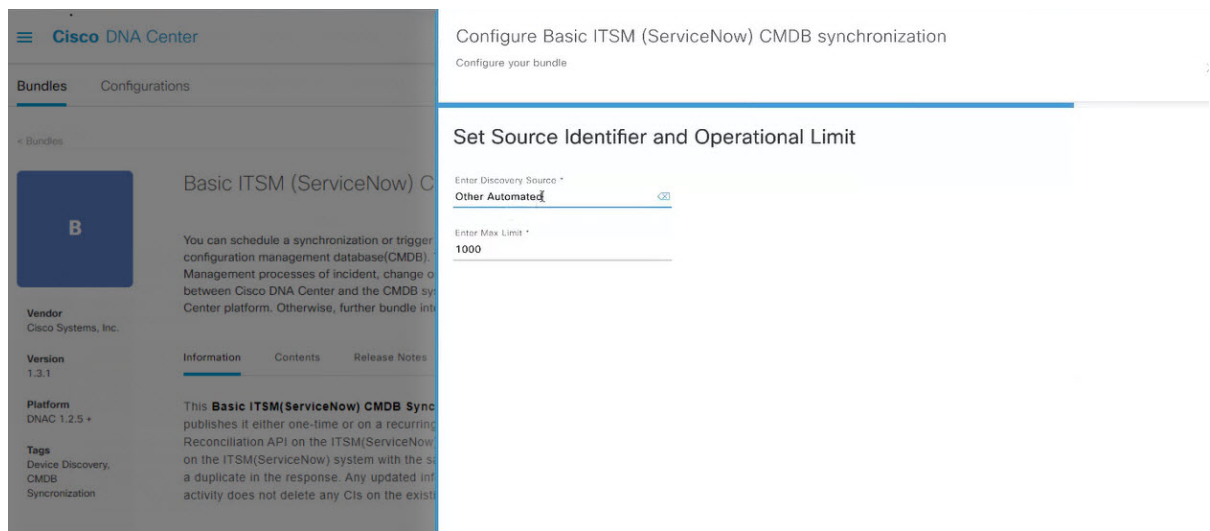 Cisco DNA Center
Bundles Configurations
< Bundles
B
Vendor
Cisco Systems, Inc.
Version
1.3.1
Platform
DNAC 1.2.5 +
Tags
Device Discovery,
CMDB
Syncronization
Basic ITSM (ServiceNow) C
You can schedule a synchronization or trigger
configuration management database(CMDB).
Management processes of incident, change o
between Cisco DNA Center and the CMDB sy
Center platform. Otherwise, further bundle int
Information Contents Release Notes
This Basic ITSM(ServiceNow) CMDB Sync
publishes it either one-time or on a recurring
Reconciliation API on the ITSM(ServiceNow)
on the ITSM(ServiceNow) system with the sa
a duplicate in the response. Any updated inf
activity does not delete any CIs on the existi
Configure Basic ITSM (ServiceNow) CMDB synchronization
Configure your bundle
Set Source Identifier and Operational Limit
Enter Discovery Source *
Other Automated
Enter Max Limit *
1000